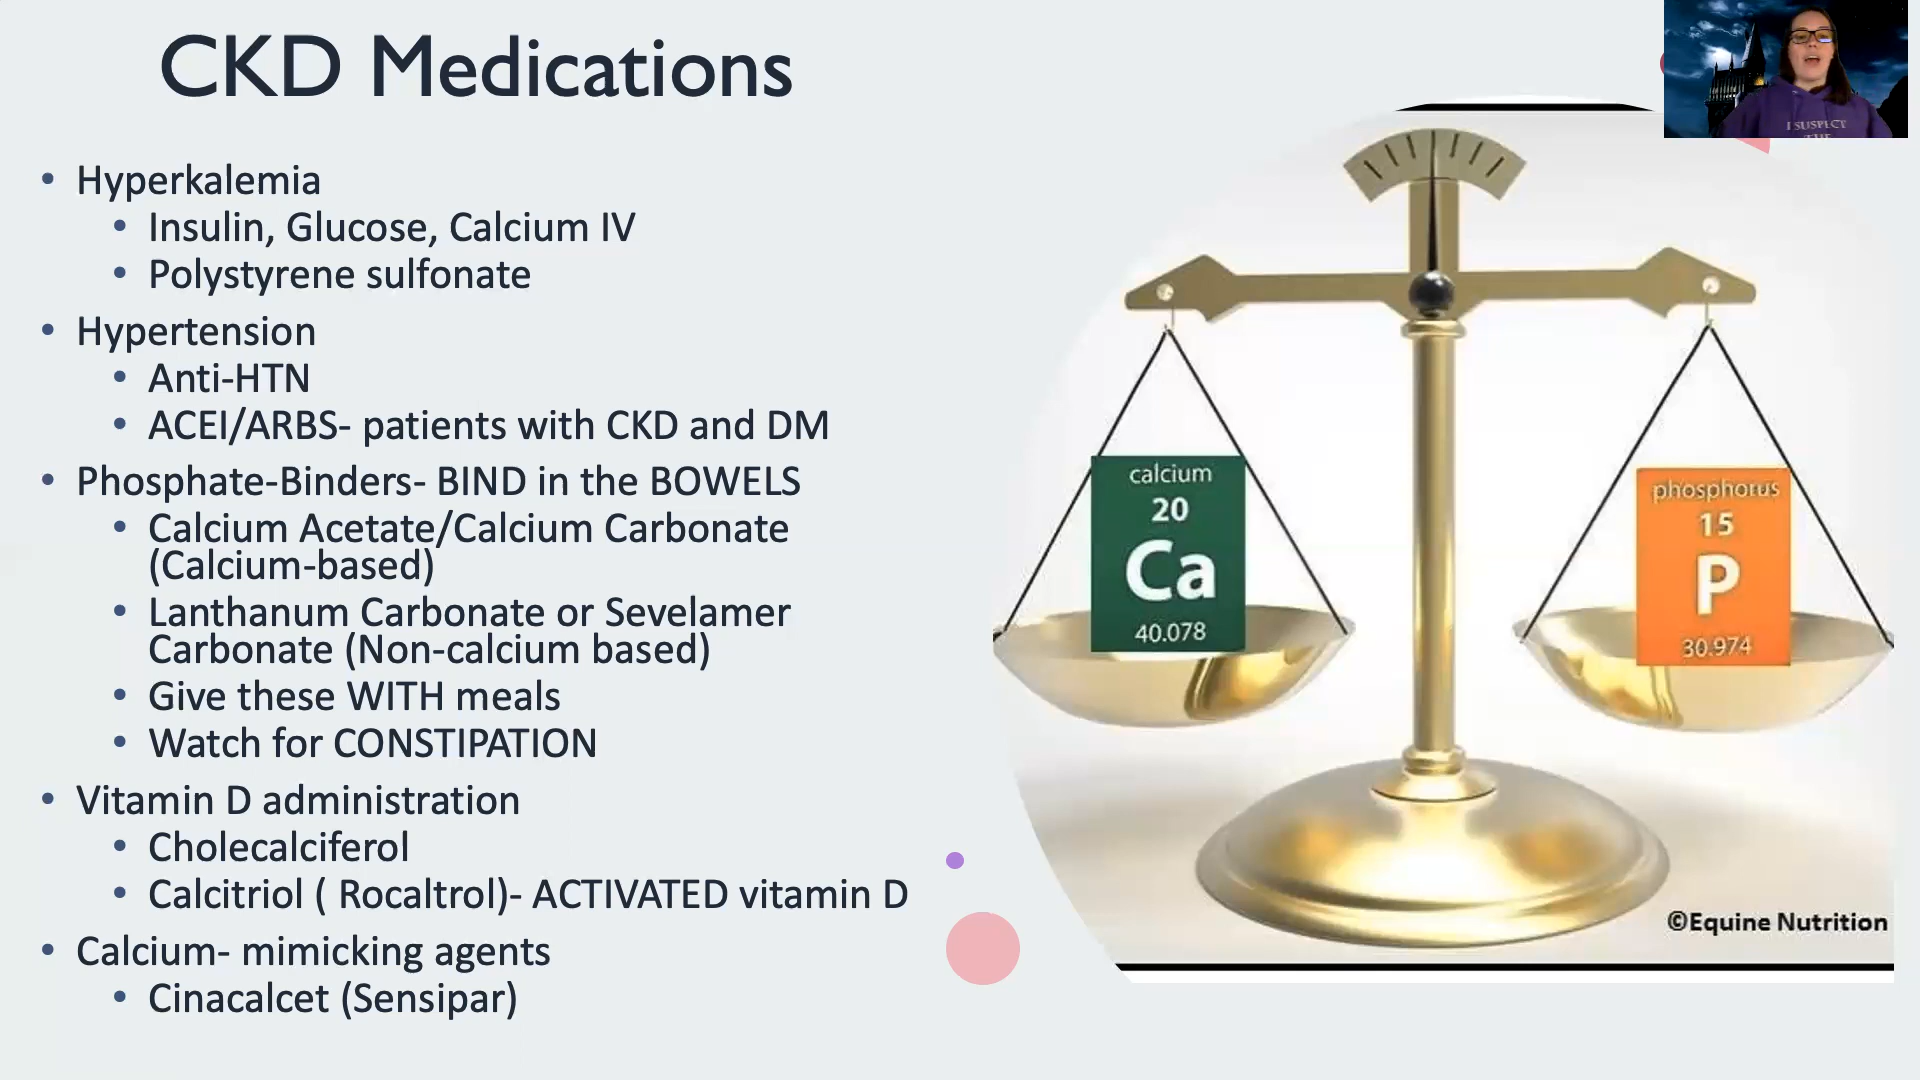 CKD Medications
• Hyperkalemia
• Insulin, Glucose, Calcium IV
• Polystyrene sulfonate
• Hypertension
• Anti-HTN
• ACEI/ARBS- patients with CKD and DM
• Phosphate-Binders- BIND in the BOWELS
• Calcium Acetate/Calcium Carbonate
(Calcium-based)
• Lanthanum Carbonate or Sevelamer
Carbonate (Non-calcium based)
• Give these WITH meals
• Watch for CONSTIPATION
• Vitamin D administration
• Cholecalciferol
• Calcitriol ( Rocaltrol)- ACTIVATED vitamin D
• Calcium- mimicking agents
• Cinacalcet (Sensipar)
I SUSPECT
THE
calcium
20
Ca
40.078
phosphorus
15
P
30.974
©Equine Nutrition